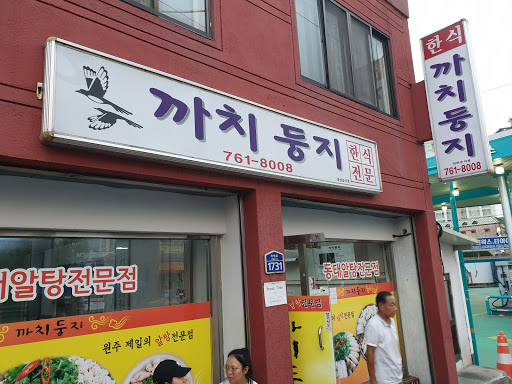 까치 둥지
한식
전문
761-8008
한식
까치둥지
761-8008
동태알탕전문점
1731
태알탕전문점
까치둥지
원주 제일의 알탕전문점